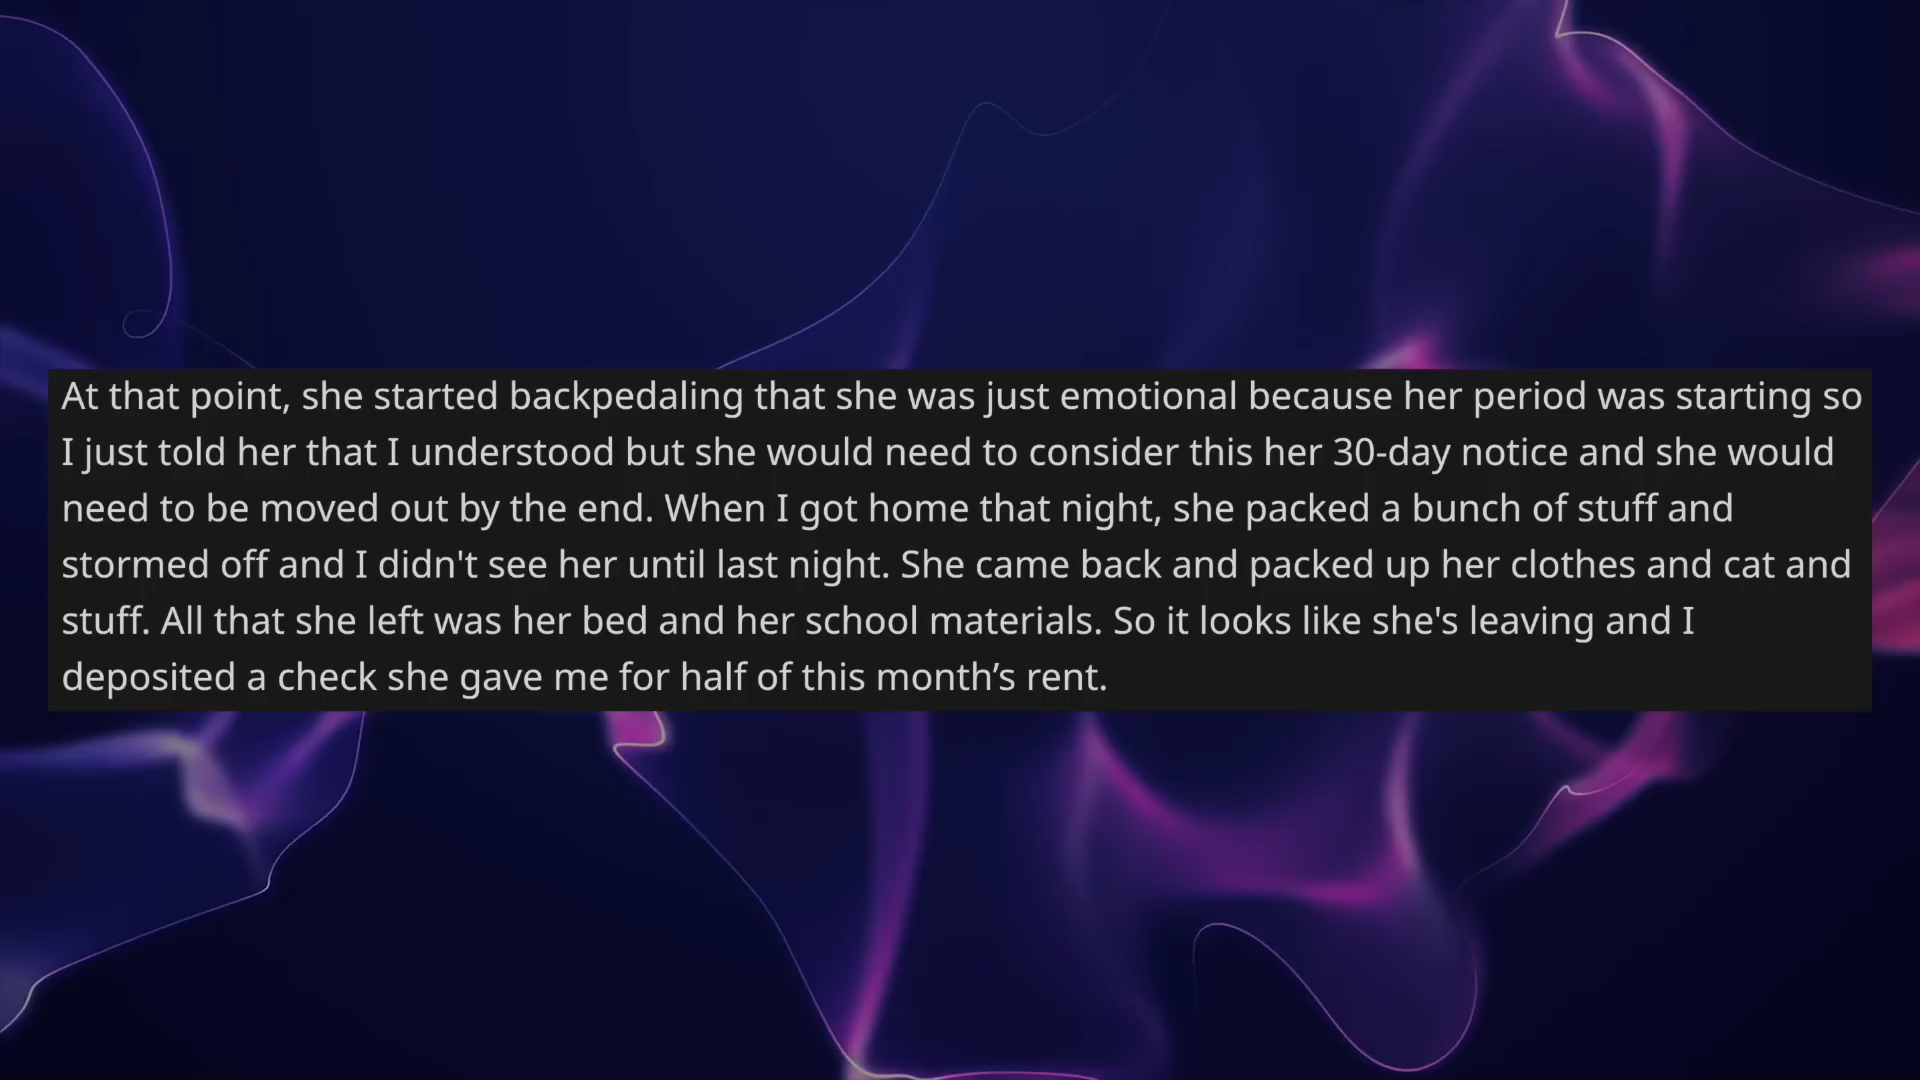 At that point, she started backpedaling that she was just emotional because her period was starting so
I just told her that I understood but she would need to consider this her 30-day notice and she would
need to be moved out by the end. When I got home that night, she packed a bunch of stuff and
stormed off and I didn't see her until last night. She came back and packed up her clothes and cat and
stuff. All that she left was her bed and her school materials. So it looks like she's leaving and I
deposited a check she gave me for half of this month’s rent.